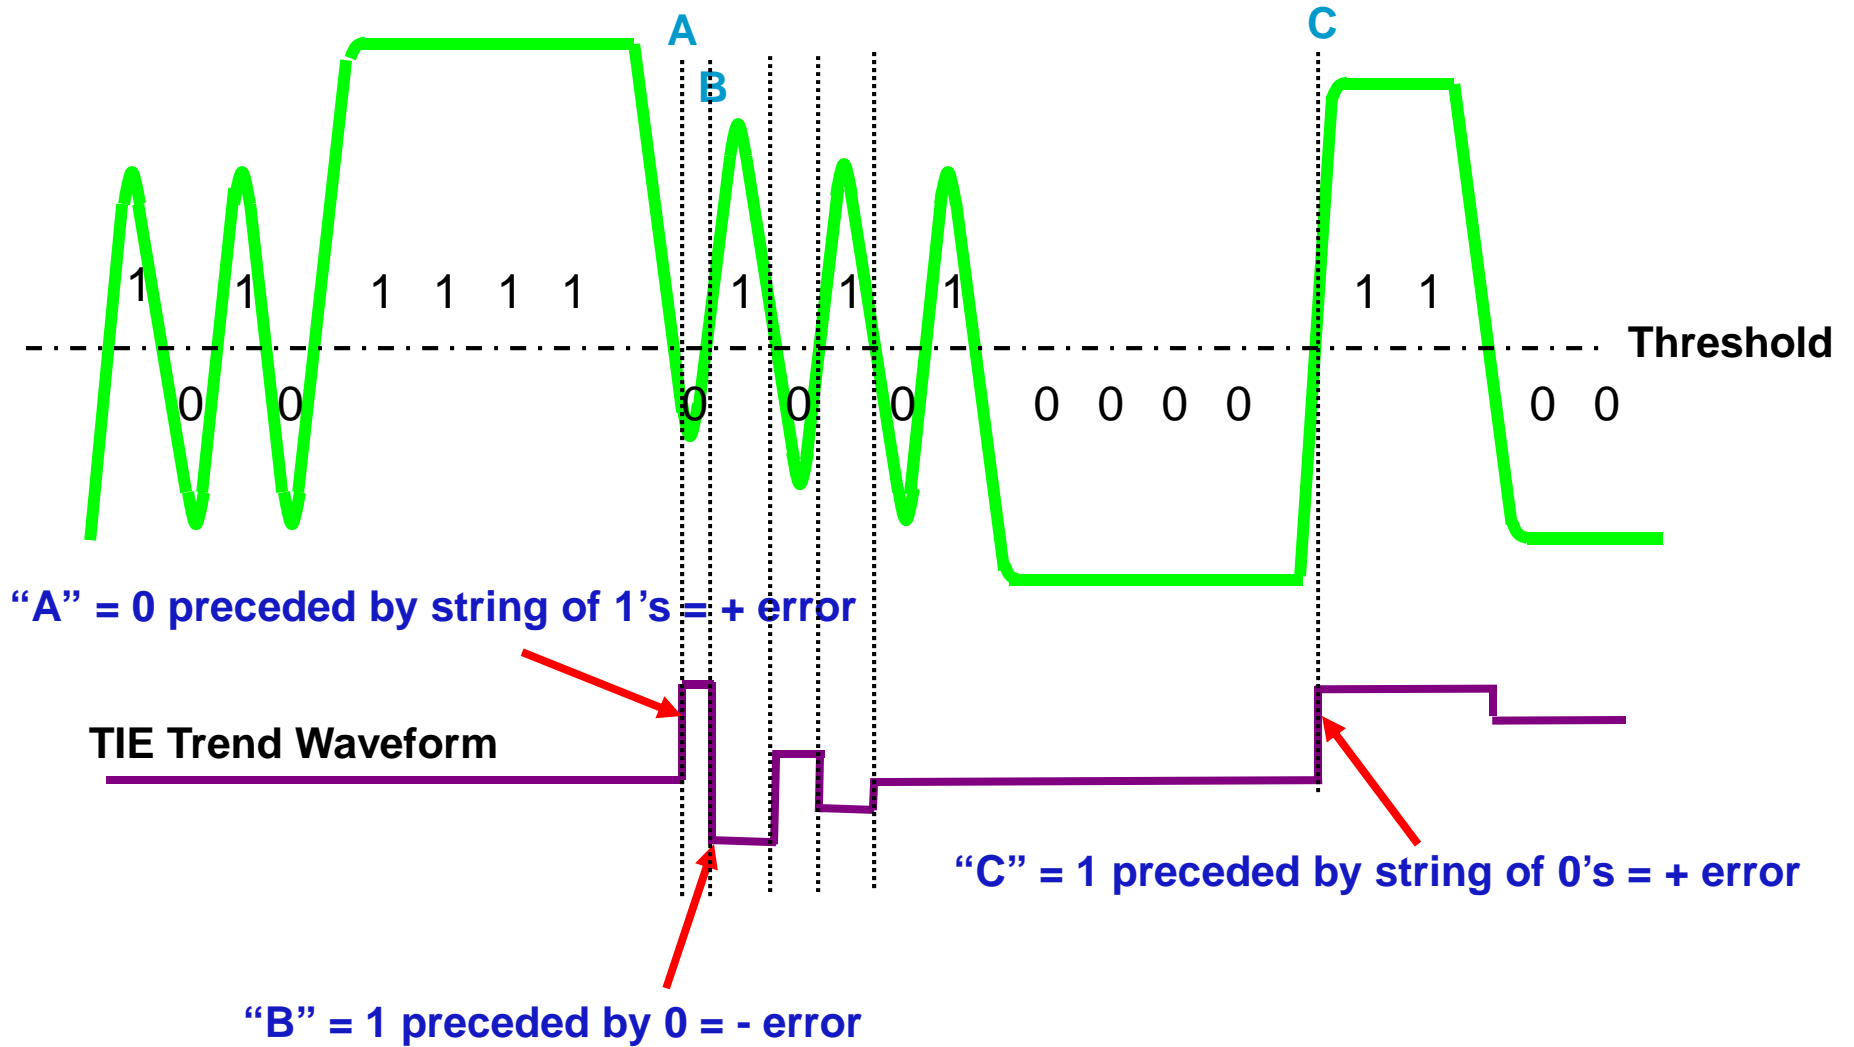 A
C
B
1 1 1 1 1 1 1 1 1 1 1
Threshold
0 0 0 0 0 0 0 0 0 0 0
“A” = 0 preceded by string of 1’s = + error
TIE Trend Waveform
“C” = 1 preceded by string of 0’s = + error
“B” = 1 preceded by 0 = - error